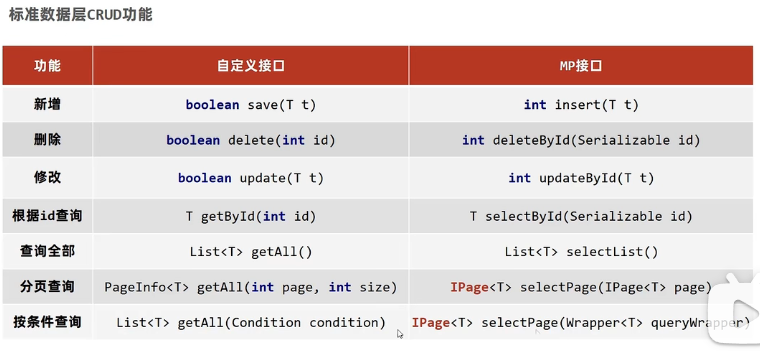 标准数据层CRUD功能
功能 自定义接口 MP接口
新增 boolean save(T t) int insert(T t)
删除 boolean delete(int id) int deleteById(Serializable id)
修改 boolean update(T t) int updateById(T t)
根据id查询 T getById(int id) T selectById(Serializable id)
查询全部 List<T> getAll() List<T> selectList()
分页查询 PageInfo<T> getAll(int page, int size) IPage<T> selectPage(IPage<T> page)
按条件查询 List<T> getAll(Condition condition) IPage<T> selectPage(Wrapper<T> queryWrapper)